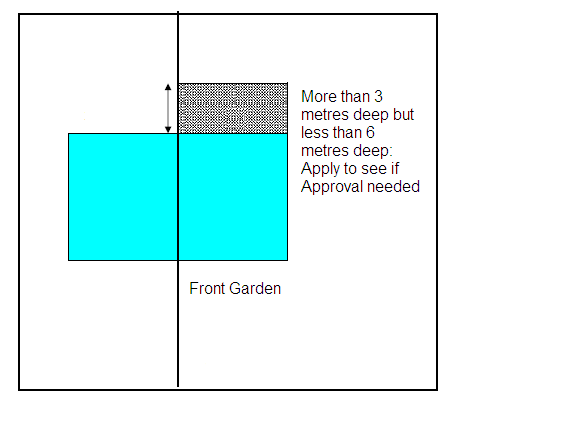 More than 3
metres deep but
less than 6
metres deep:
Apply to see if
Approval needed
Front Garden